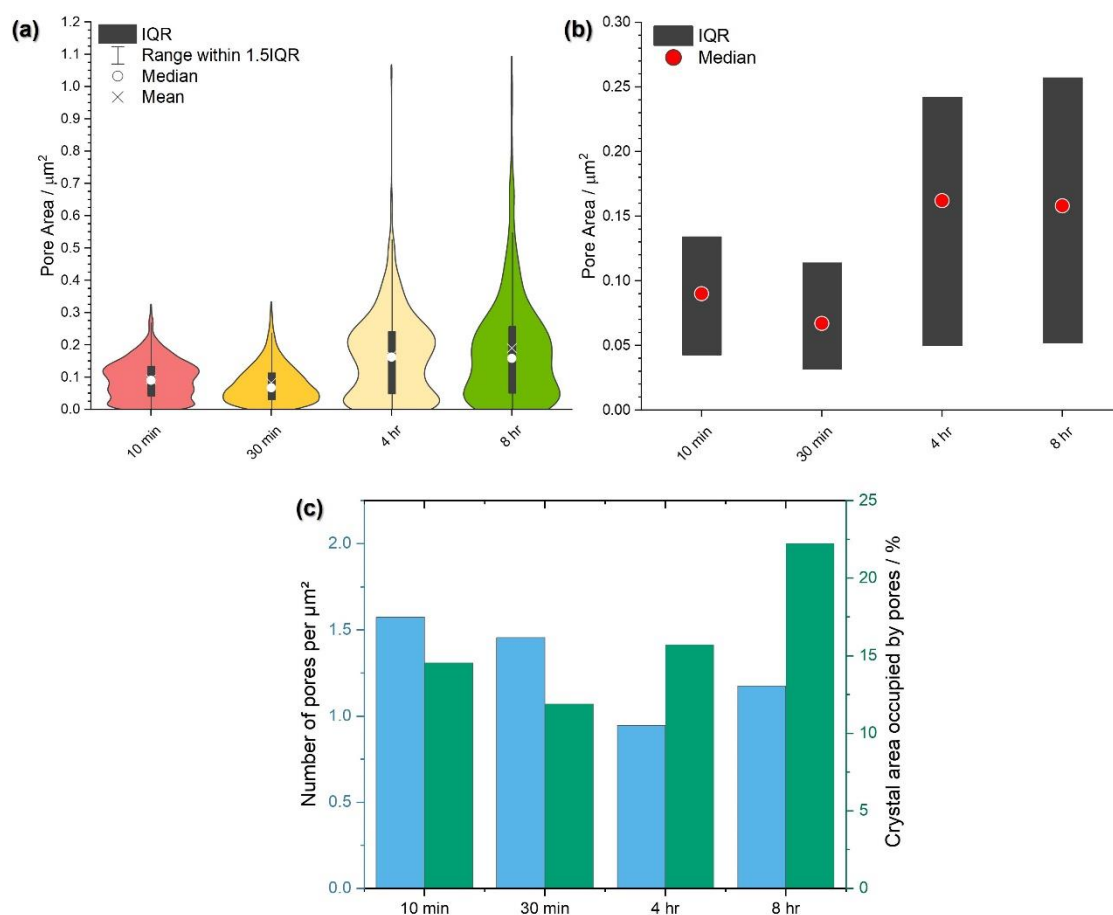 (a)
IQR
Range within 1.5IQR
Median
Mean
Pore Area / μm²
1.2
1.1
1.0
0.9
0.8
0.7
0.6
0.5
0.4
0.3
0.2
0.1
0.0
10 min
30 min
4 hr
8 hr
(b)
IQR
Median
Pore Area / μm²
0.30
0.25
0.20
0.15
0.10
0.05
0.00
10 min
30 min
4 hr
8 hr
(c)
Number of pores per μm²
2.0
1.5
1.0
0.5
0.0
Crystal area occupied by pores / %
25
20
15
10
5
0
10 min
30 min
4 hr
8 hr